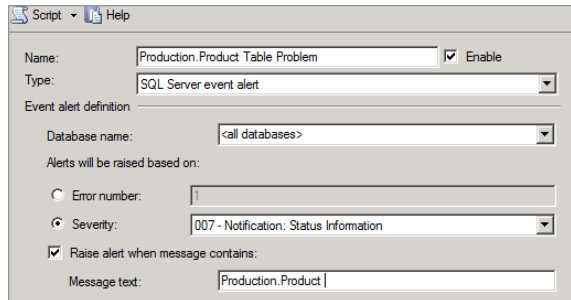 Script Help
Name: Production.Product Table Problem Enable
Type: SQL Server event alert
Event alert definition
Database name: <all databases>
Alerts will be raised based on:
Error number: 1
Severity: 007 - Notification: Status Information
Raise alert when message contains:
Message text: Production.Product